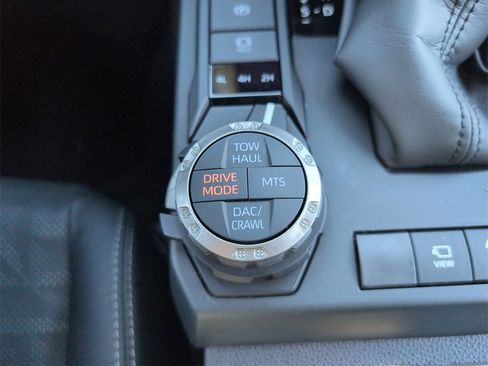 S - D
4L 4H 2H
TOW
HAUL
DRIVE
MODE
MTS
DAC/
CRAWL
VIEW